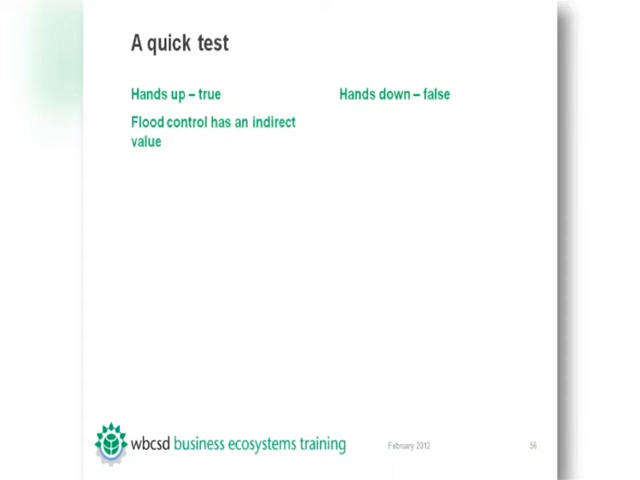 A quick test
Hands up – true
Hands down – false
Flood control has an indirect
value
wbcsd business ecosystems training
February 2012
56